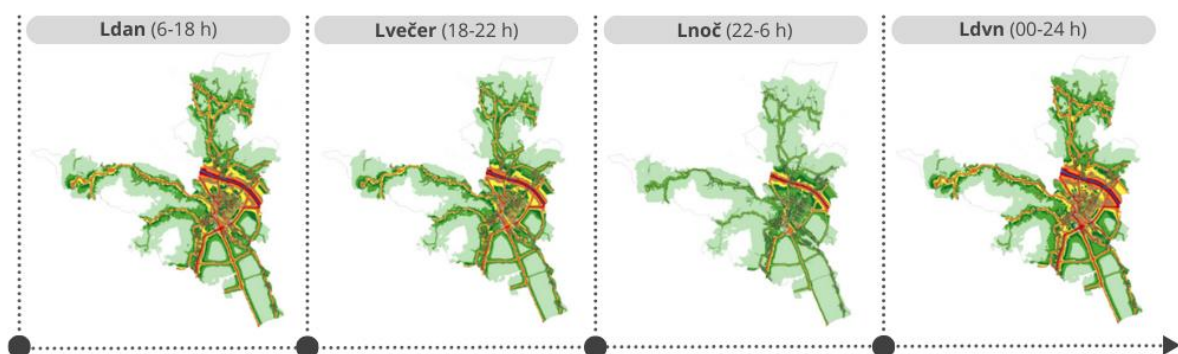 Ldan (6-18 h)
Lvečer (18-22 h)
Lnoč (22-6 h)
Ldvn (00-24 h)